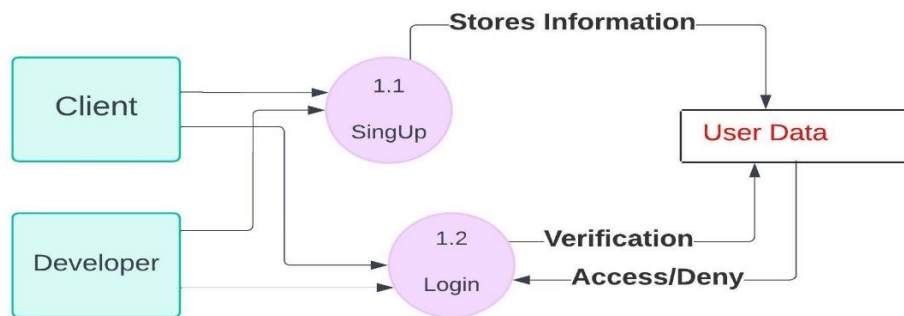 Stores Information
Client
1.1
SingUp
User Data
Developer
1.2
Login
Verification
Access/Deny